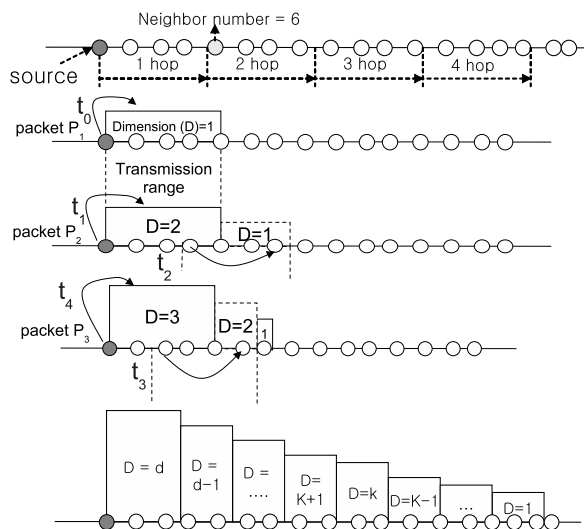 Neighbor number = 6
source
1 hop
2 hop
3 hop
4 hop
t0
packet P1
Dimension (D)=1
Transmission
range
t1
packet P2
D=2
D=1
t2
t4
packet P3
D=3
D=2
1
t3
D = d
D =
d-1
D =
....
D=
K+1
D=k
D=K-1
...
D=1